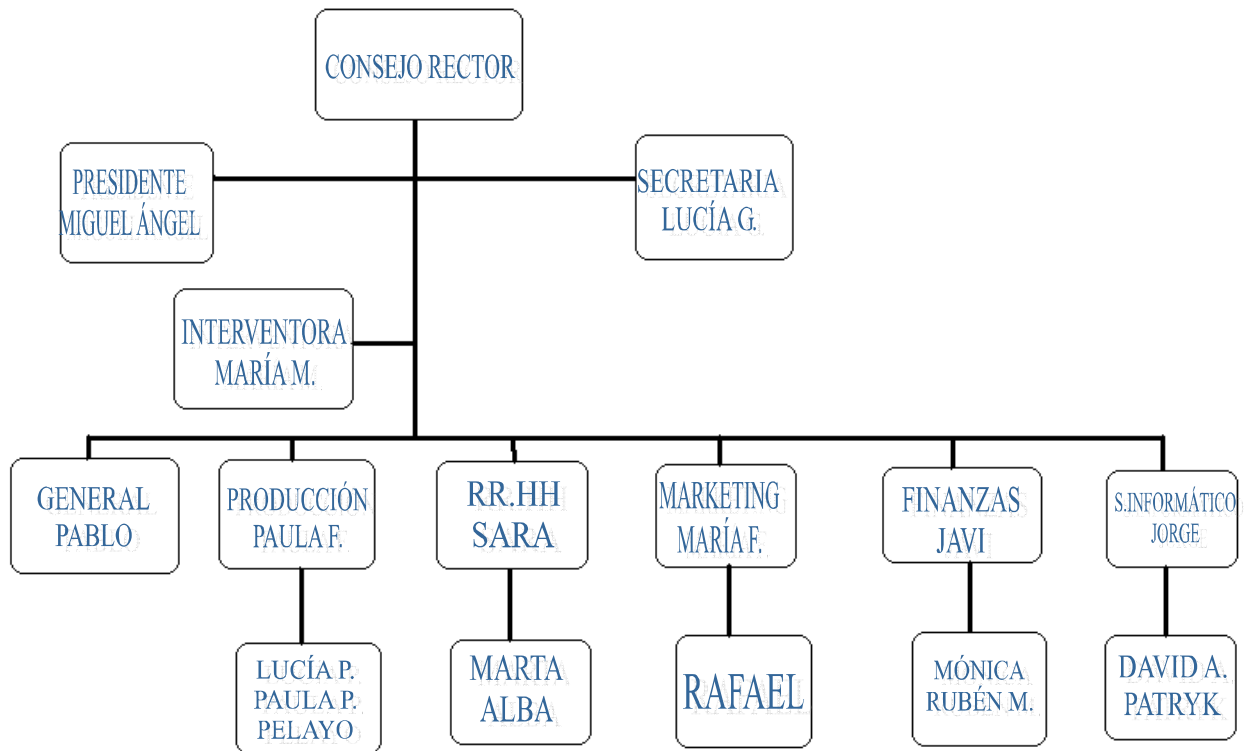 CONSEJO RECTOR
PRESIDENTE
MIGUEL ÁNGEL
SECRETARIA
LUCÍA G.
INTERVENTORA
MARÍA M.
GENERAL
PABLO
PRODUCCIÓN
PAULA F.
RR.HH
SARA
MARKETING
MARÍA F.
FINANZAS
JAVI
S.INFORMÁTICO
JORGE
LUCÍA P.
PAULA P.
PELAYO
MARTA
ALBA
RAFAEL
MÓNICA
RUBÉN M.
DAVID A.
PATRYK